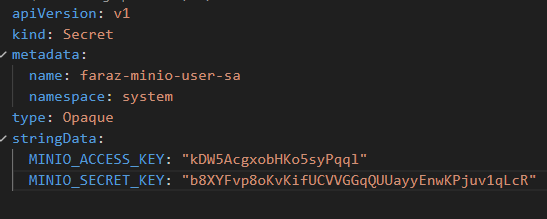 apiVersion: v1
kind: Secret
metadata:
name: faraz-minio-user-sa
namespace: system
type: Opaque
stringData:
MINIO_ACCESS_KEY: "kDW5AcgxobHKo5syPqql"
MINIO_SECRET_KEY: "b8XYFvp8oKvKifUCVVGGqQUUayyEnwKPjuv1qLcR"